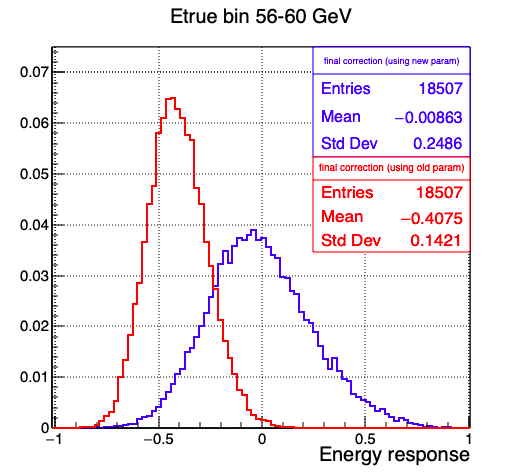 Etrue bin 56-60 GeV
final correction (using new param)
Entries 18507
Mean −0.00863
Std Dev 0.2486
final correction (using old param)
Entries 18507
Mean −0.4075
Std Dev 0.1421
0.07
0.06
0.05
0.04
0.03
0.02
0.01
0
−1 −0.5 0 0.5 1
Energy response